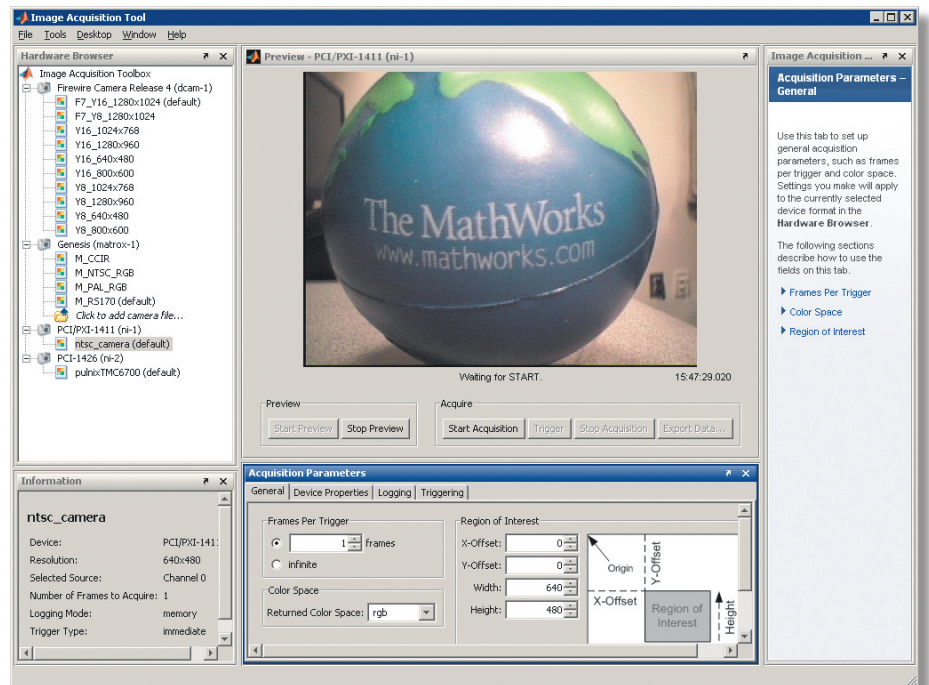 Image Acquisition Tool
File Tools Desktop Window Help
Hardware Browser
Image Acquisition Toolbox
Firewire Camera Release 4 (dcam-1)
F7_Y16_1280x1024 (default)
F7_Y8_1280x1024
Y16_1024x768
Y16_1280x960
Y16_640x480
Y16_800x600
Y8_1024x768
Y8_1280x960
Y8_640x480
Y8_800x600
Genesis (matrox-1)
M_CCIR
M_NTSC_RGB
M_PAL_RGB
M_RS170 (default)
Click to add camera file...
PCI/PXI-1411 (ni-1)
ntsc_camera (default)
PCI-1426 (ni-2)
pulnixTMC6700 (default)
Preview - PCI/PXI-1411 (ni-1)
The MathWorks
www.mathworks.com
Waiting for START. 15:47:29.020
Preview
Start Preview Stop Preview
Acquire
Start Acquisition Trigger Stop Acquisition Export Data...
Image Acquisition ...
Acquisition Parameters –
General
Use this tab to set up
general acquisition
parameters, such as frames
per trigger and color space.
Settings you make will apply
to the currently selected
device format in the
Hardware Browser.
The following sections
describe how to use the
fields on this tab.
Frames Per Trigger
Color Space
Region of Interest
Information
ntsc_camera
Device: PCI/PXI-141
Resolution: 640x480
Selected Source: Channel 0
Number of Frames to Acquire: 1
Logging Mode: memory
Trigger Type: immediate
Acquisition Parameters
General Device Properties Logging Triggering
Frames Per Trigger
1 frames
infinite
Color Space
Returned Color Space: rgb
Region of Interest
X-Offset: 0
Y-Offset: 0
Width: 640
Height: 480
Origin
Y-Offset
X-Offset
Region of
Interest
Height